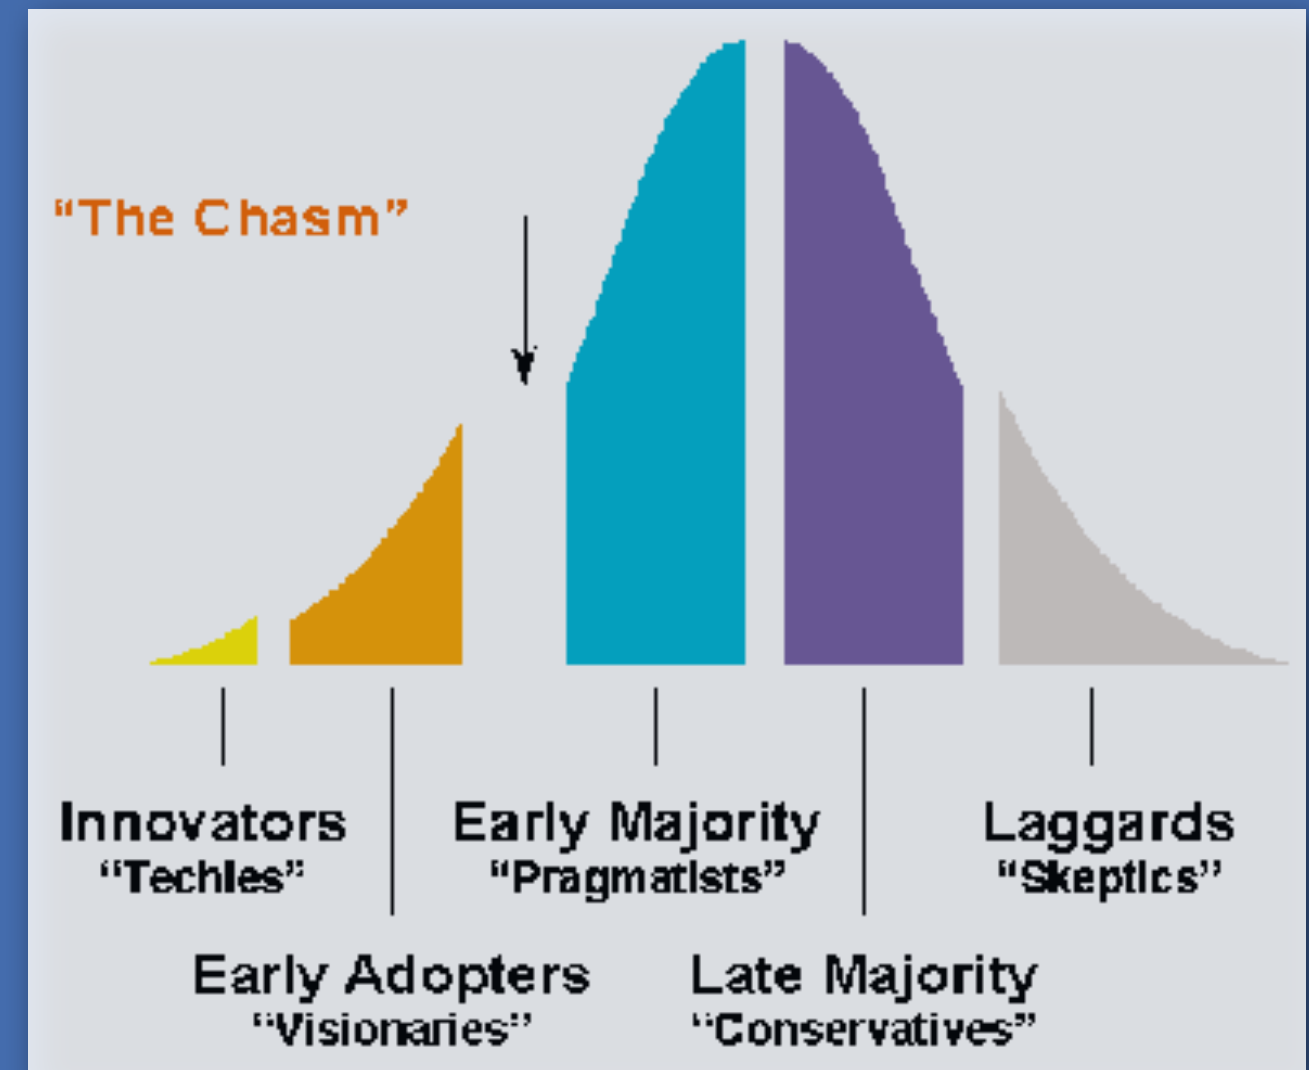 “The Chasm”
Innovators
“Techies”
Early Adopters
“Visionaries”
Early Majority
“Pragmatists”
Late Majority
“Conservatives”
Laggards
“Skeptics”